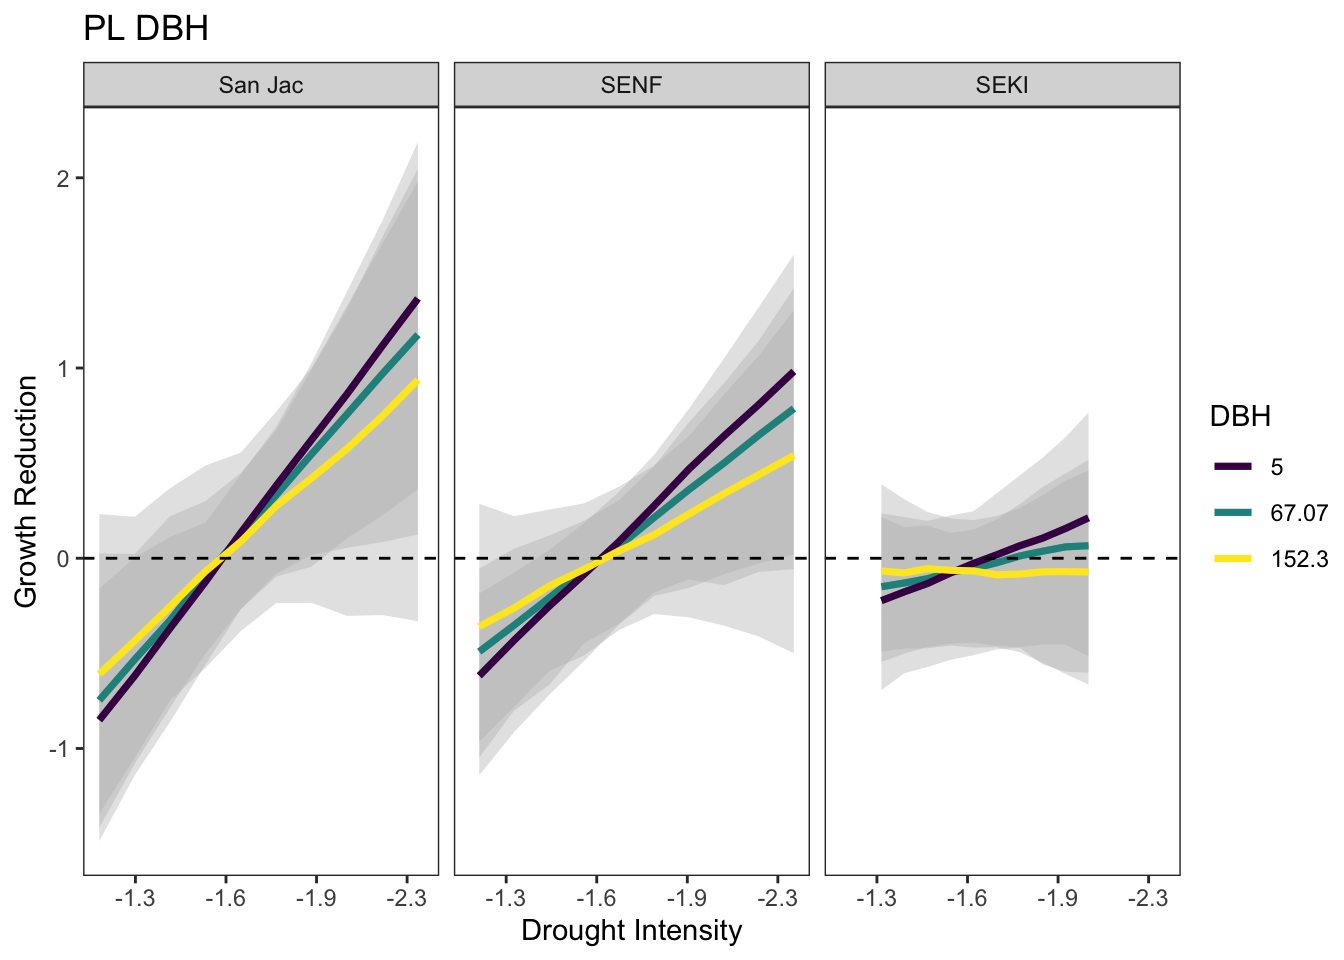 PL DBH
San Jac
SENF
SEKI
Growth Reduction
2
1
0
-1
-1.3 -1.6 -1.9 -2.3
-1.3 -1.6 -1.9 -2.3
-1.3 -1.6 -1.9 -2.3
Drought Intensity
DBH
5
67.07
152.3